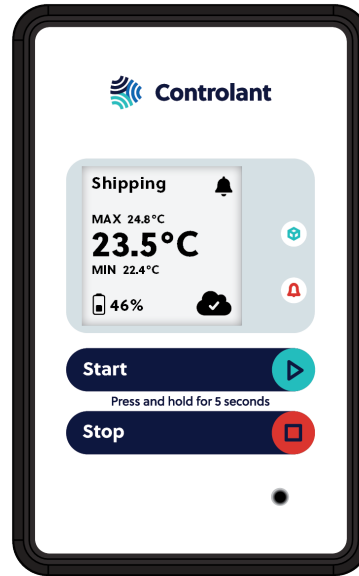 Controlant
Shipping
MAX 24.8°C
23.5°C
MIN 22.4°C
46%
Start
Press and hold for 5 seconds
Stop